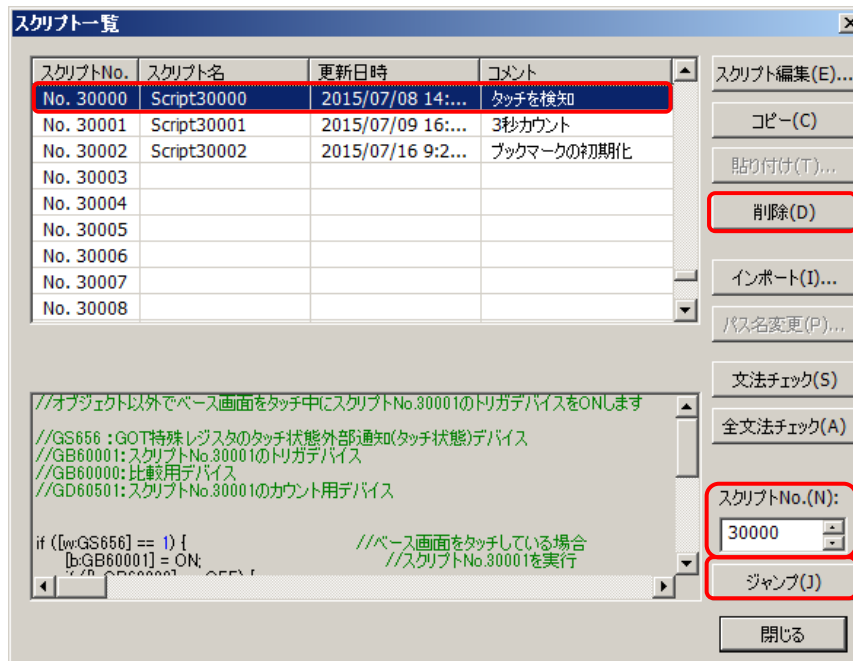 スクリプト一覧
スクリプトNo. スクリプト名 更新日時 コメント
No. 30000 Script30000 2015/07/08 14:... タッチを検知
No. 30001 Script30001 2015/07/09 16:... 3秒カウント
No. 30002 Script30002 2015/07/16 9:2... ブックマークの初期化
No. 30003
No. 30004
No. 30005
No. 30006
No. 30007
No. 30008
スクリプト編集(E)...
コピー(C)
貼り付け(T)...
削除(D)
インポート(I)...
パス名変更(P)...
文法チェック(S)
全文法チェック(A)
スクリプトNo.(N):
30000
ジャンプ(J)
閉じる
//オブジェクト以外でベース画面をタッチ中にスクリプトNo.30001のトリガデバイスをONします
//GS656 : GOT特殊レジスタのタッチ状態外部通知(タッチ状態)デバイス
//GB60001: スクリプトNo.30001のトリガデバイス
//GB60000: 比較用デバイス
//GD60501: スクリプトNo.30001のカウント用デバイス
if ([w:GS656] == 1) { //ベース画面をタッチしている場合
[b:GB60001] = ON; //スクリプトNo.30001を実行